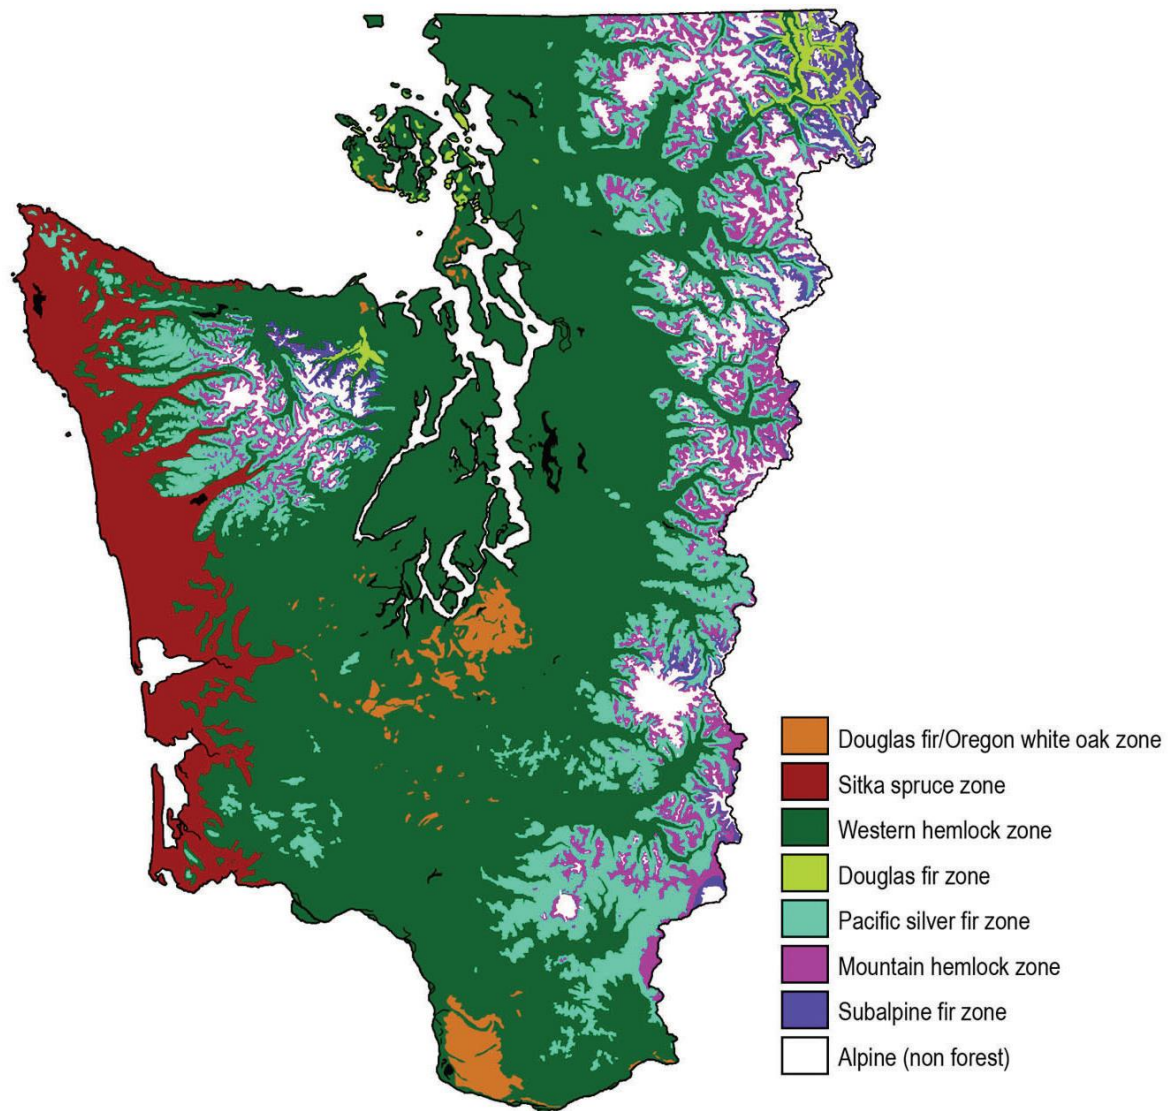 Douglas fir/Oregon white oak zone
Sitka spruce zone
Western hemlock zone
Douglas fir zone
Pacific silver fir zone
Mountain hemlock zone
Subalpine fir zone
Alpine (non forest)